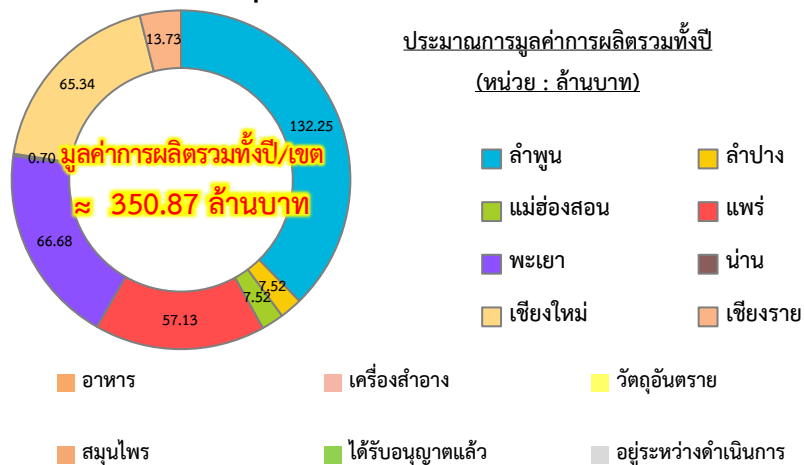 13.73
65.34
132.25
0.70
มูลค่าการผลิตรวมทั้งปี/เขต
≈ 350.87 ล้านบาท
66.68
7.52
7.52
57.13
ประมาณการมูลค่าการผลิตรวมทั้งปี
(หน่วย : ล้านบาท)
ลำพูน ลำปาง
แม่ฮ่องสอน แพร่
พะเยา น่าน
เชียงใหม่ เชียงราย
อาหาร เครื่องสำอาง วัตถุอันตราย
สมุนไพร ได้รับอนุญาตแล้ว อยู่ระหว่างดำเนินการ